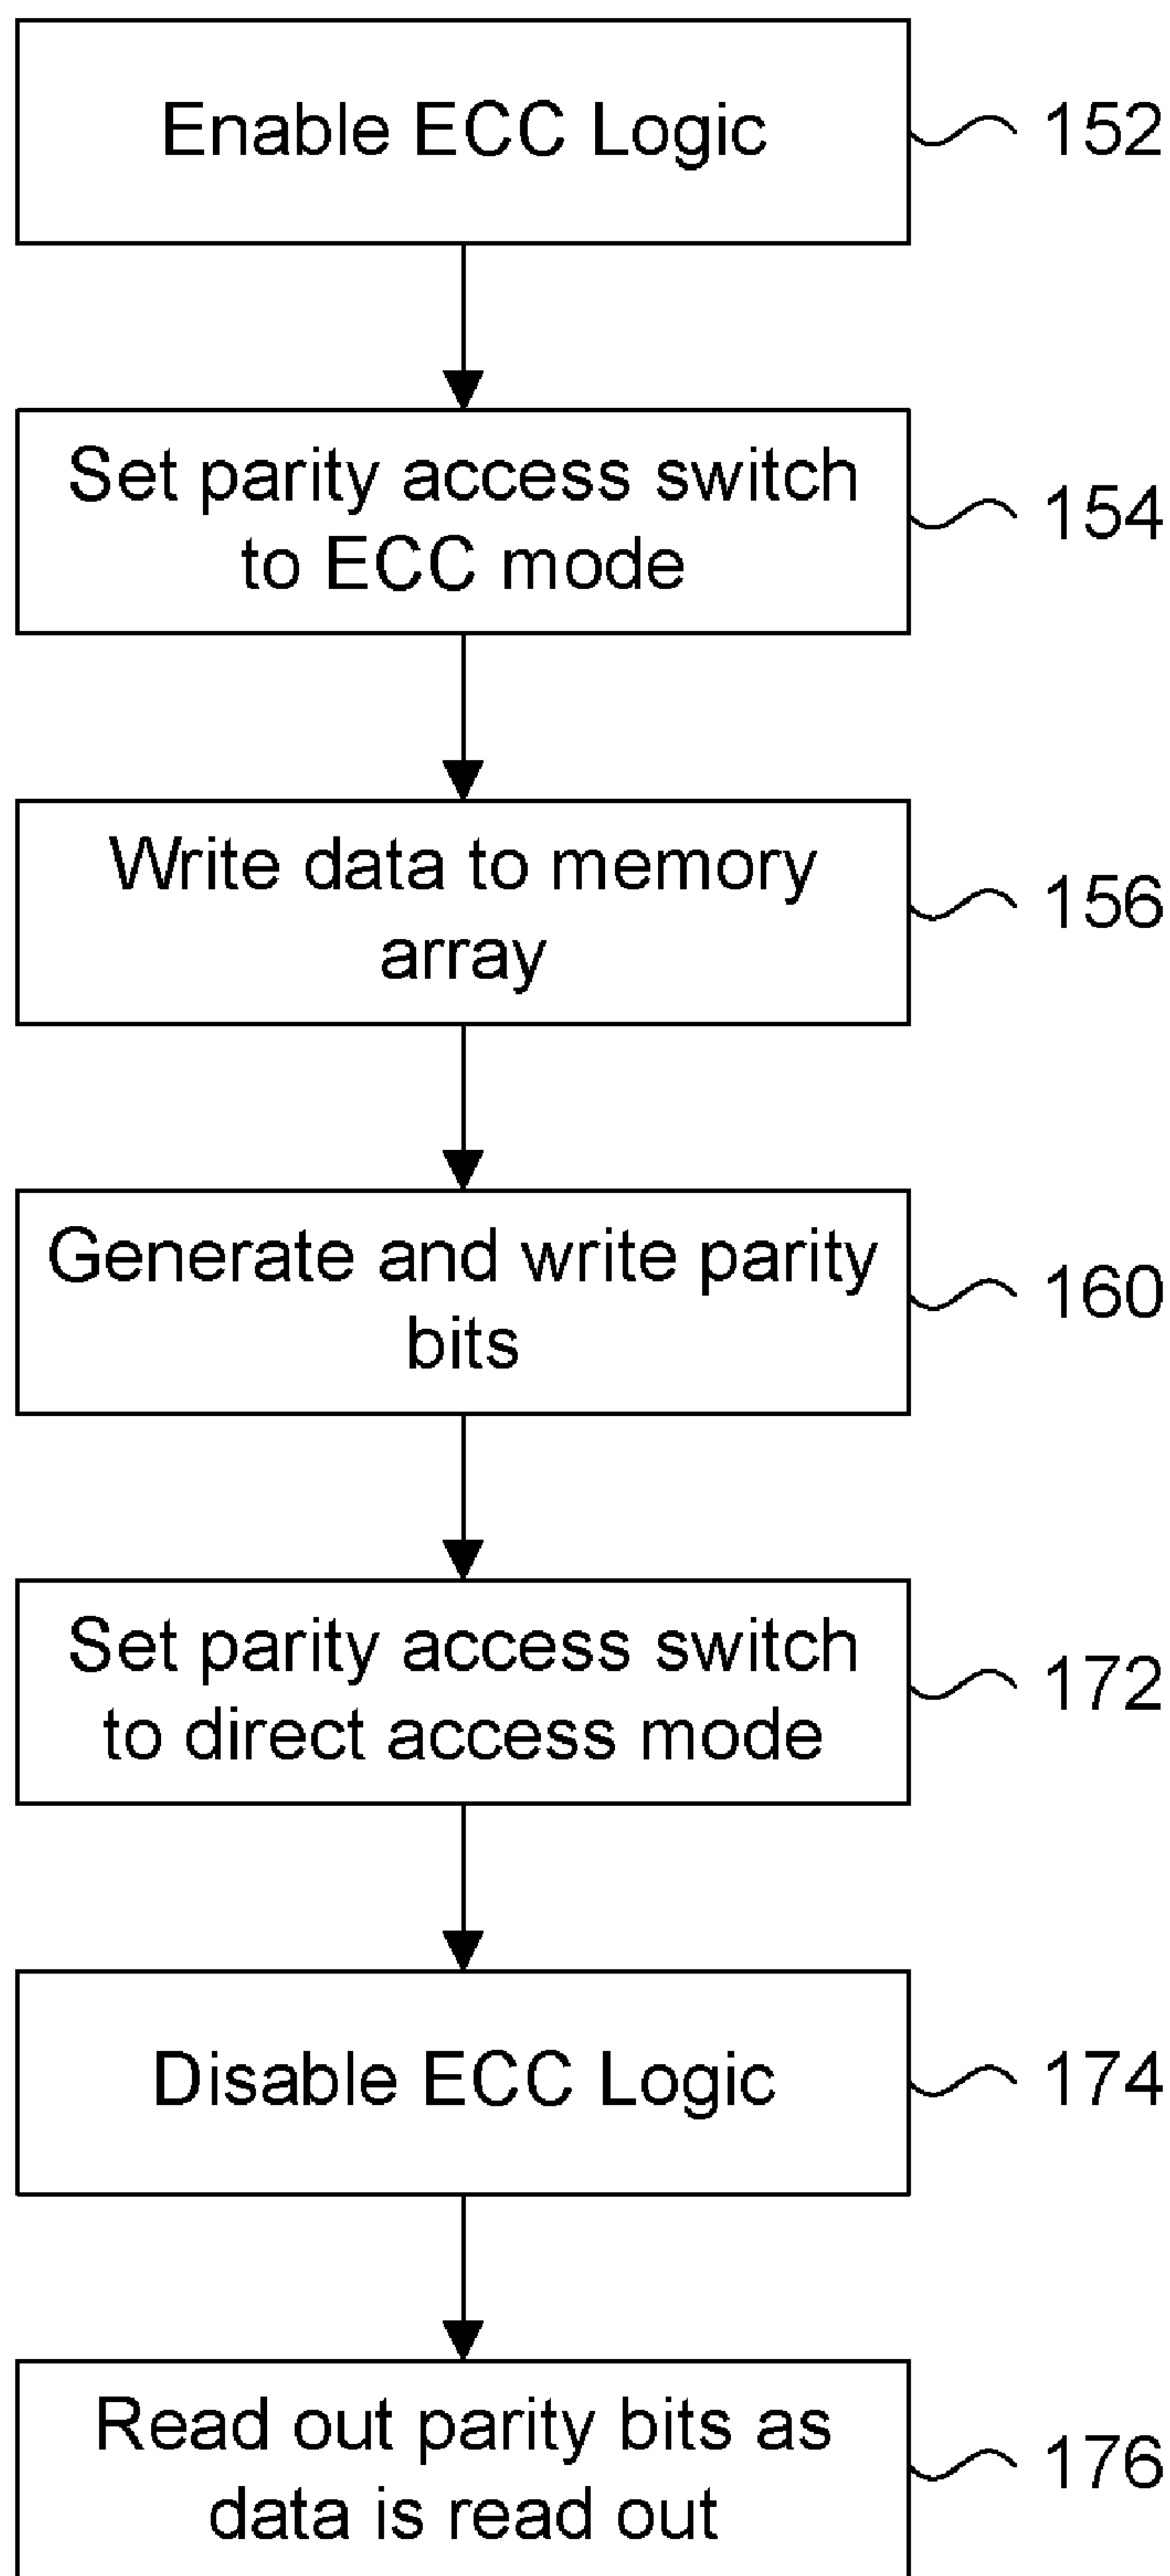 Enable ECC Logic
152
Set parity access switch
to ECC mode
154
Write data to memory
array
156
Generate and write parity
bits
160
Set parity access switch
to direct access mode
172
Disable ECC Logic
174
Read out parity bits as
data is read out
176